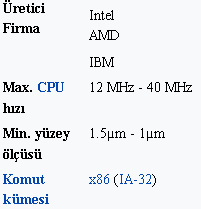 Üretici Intel
Firma AMD
IBM
Max. CPU 12 MHz - 40 MHz
hızı
Min. yüzey 1.5µm - 1µm
ölçüsü
Komut x86 (IA-32)
kümesi